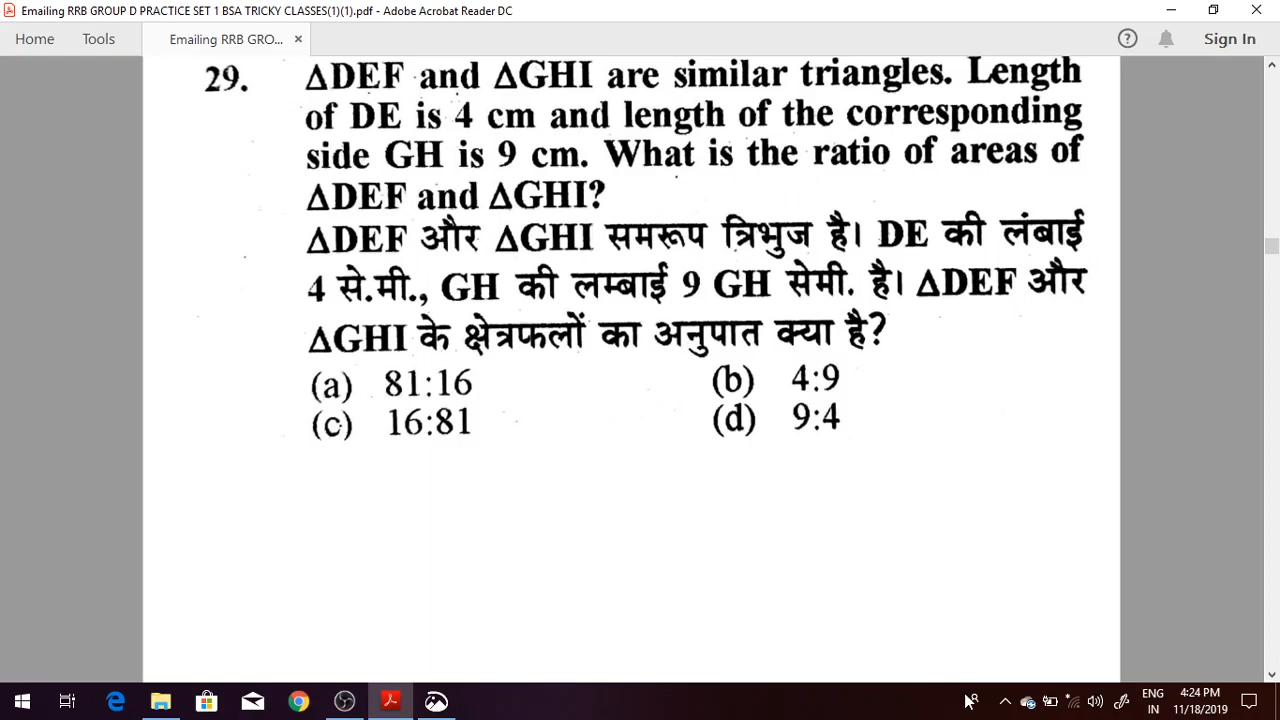 Emailing RRB GROUP D PRACTICE SET 1 BSA TRICKY CLASSES(1)(1).pdf - Adobe Acrobat Reader DC
Home Tools Emailing RRB GRO... × Sign In
29. ΔDEF and ΔGHI are similar triangles. Length
of DE is 4 cm and length of the corresponding
side GH is 9 cm. What is the ratio of areas of
ΔDEF and ΔGHI?
ΔDEF और ΔGHI समरूप त्रिभुज है। DE की लंबाई
4 से.मी., GH की लम्बाई 9 GH सेमी. है। ΔDEF और
ΔGHI के क्षेत्रफलों का अनुपात क्या है?
(a) 81:16 (b) 4:9
(c) 16:81 (d) 9:4
ENG 4:24 PM
IN 11/18/2019